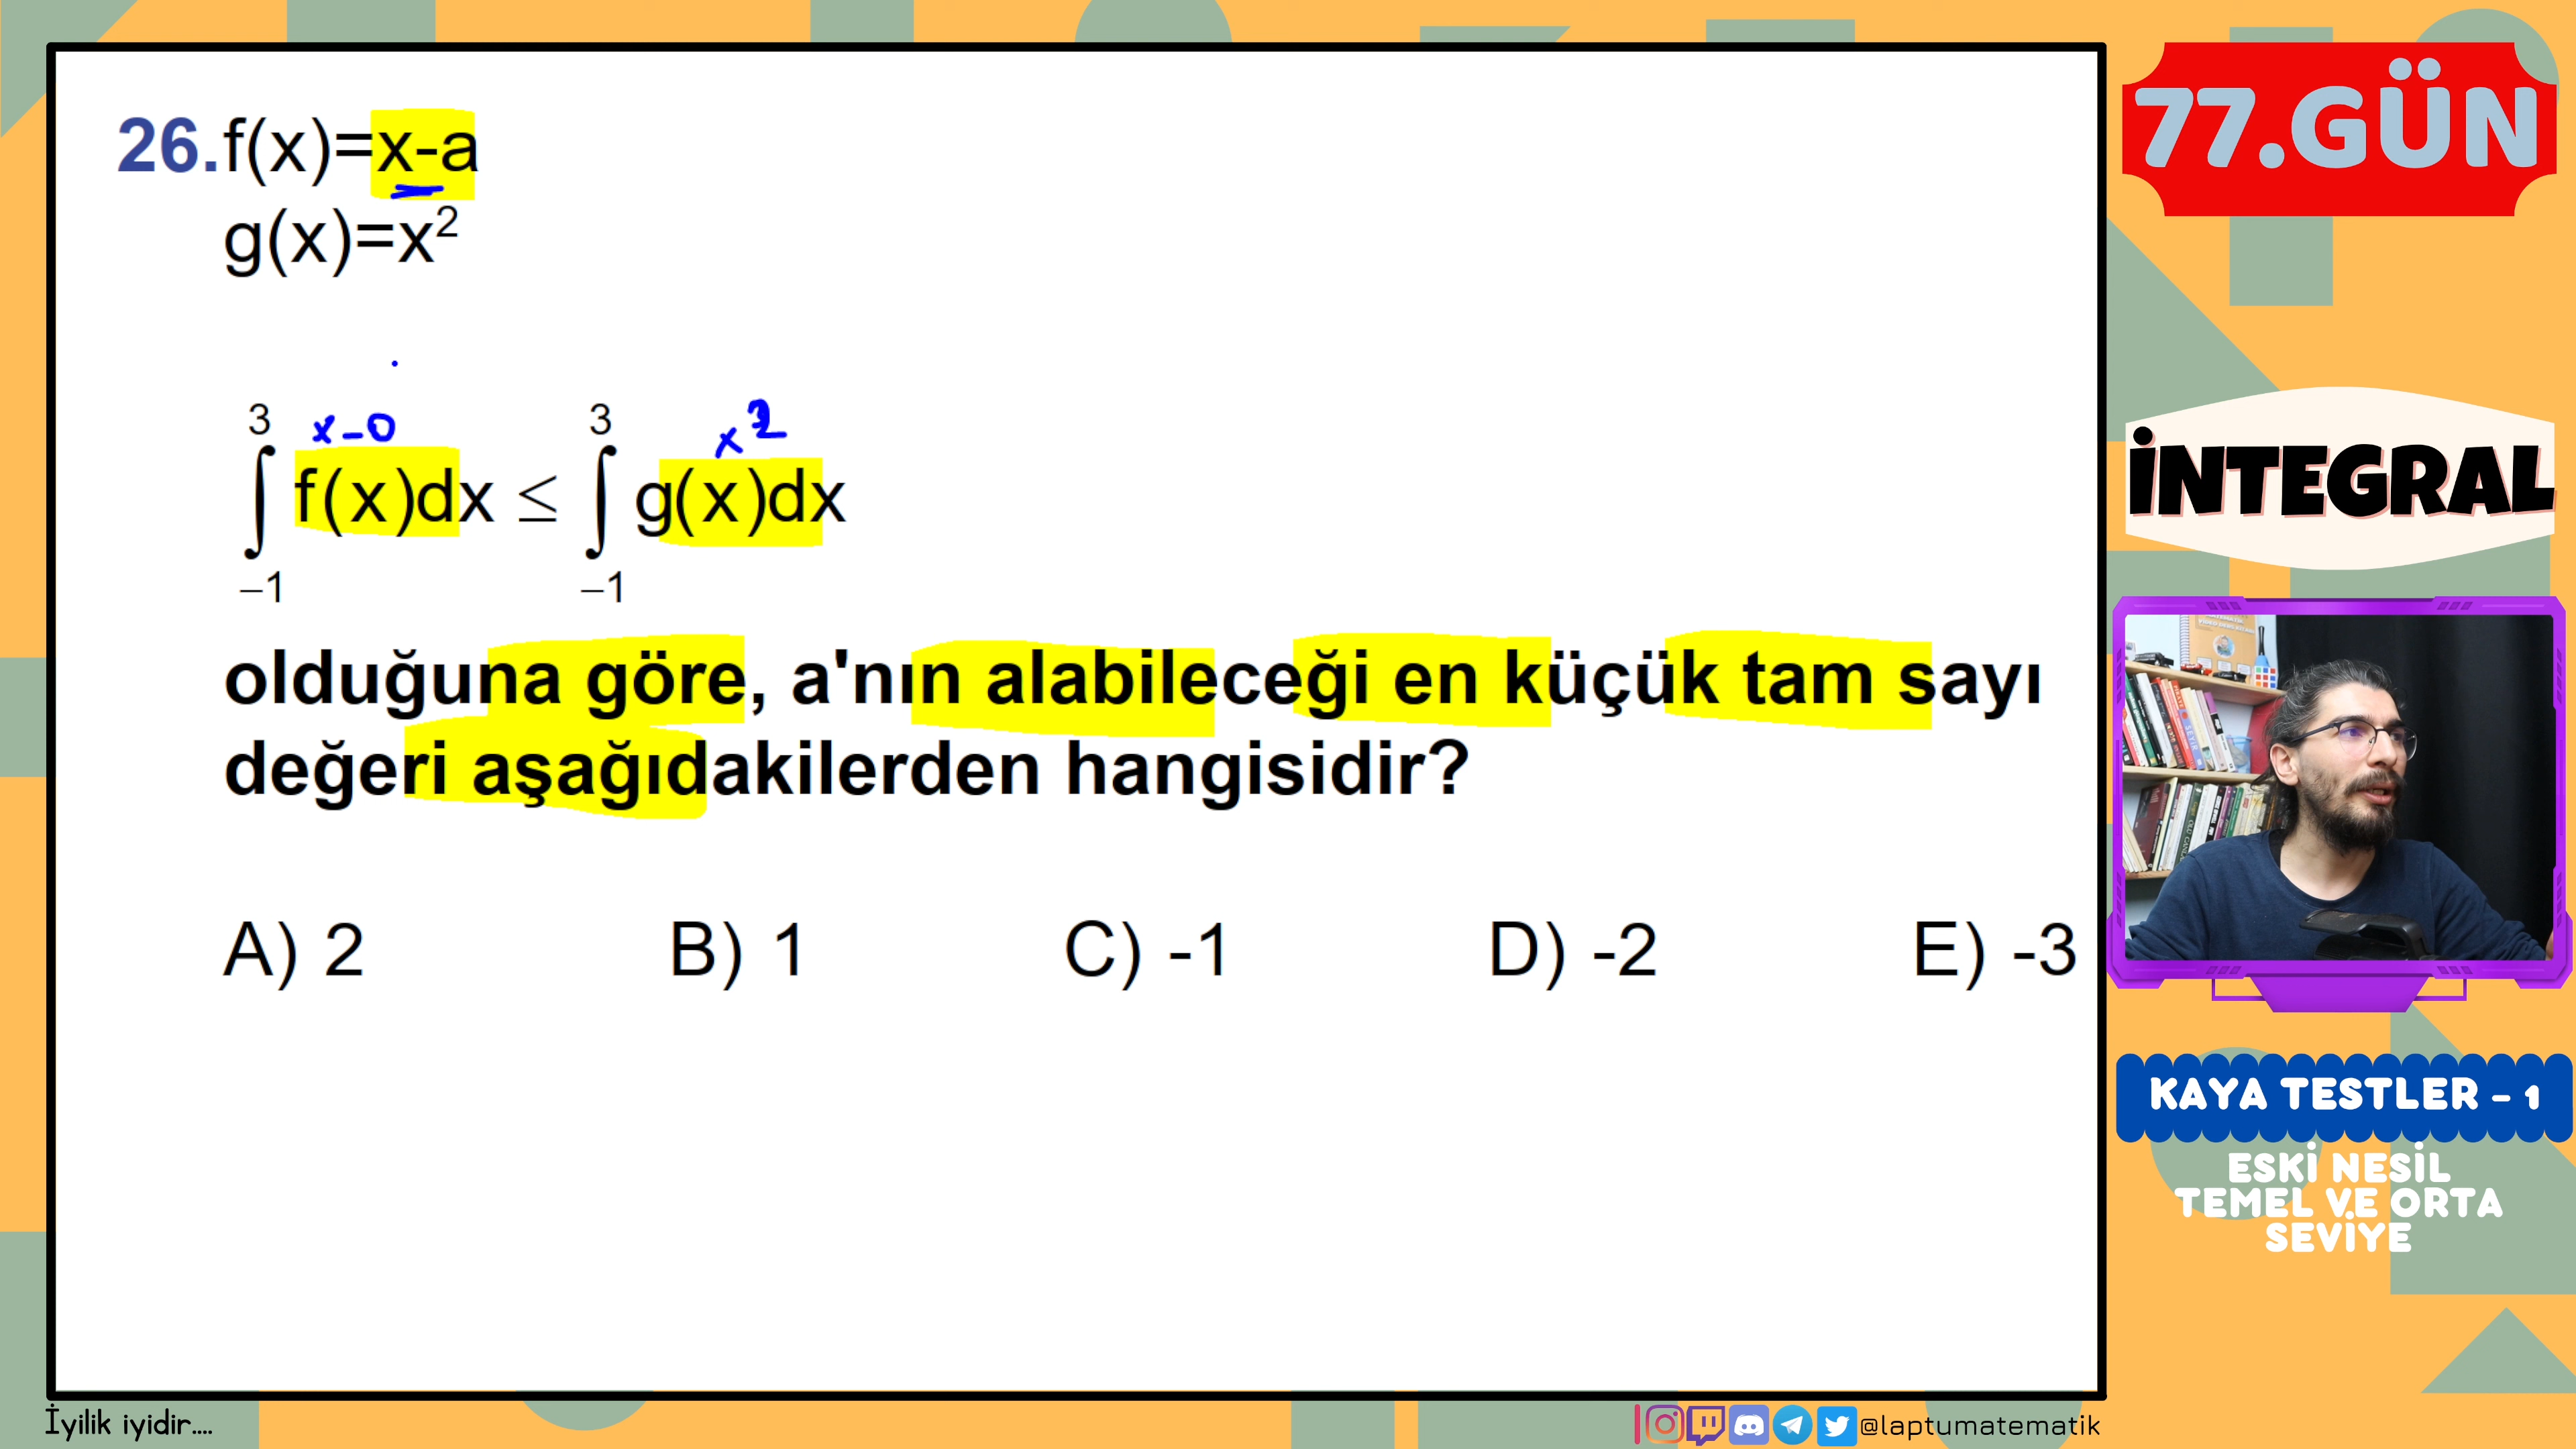 77.GÜN
26. f(x)=x-a
g(x)=x²
x-0
x²
3 3
∫ f(x)dx ≤ ∫ g(x)dx
−1 −1
olduğuna göre, a'nın alabileceği en küçük tam sayı
değeri aşağıdakilerden hangisidir?
A) 2 B) 1 C) -1 D) -2 E) -3
İNTEGRAL
KAYA TESTLER - 1
ESKİ NESİL
TEMEL VE ORTA
SEVİYE
İyilik iyidir....
@laptumatematik